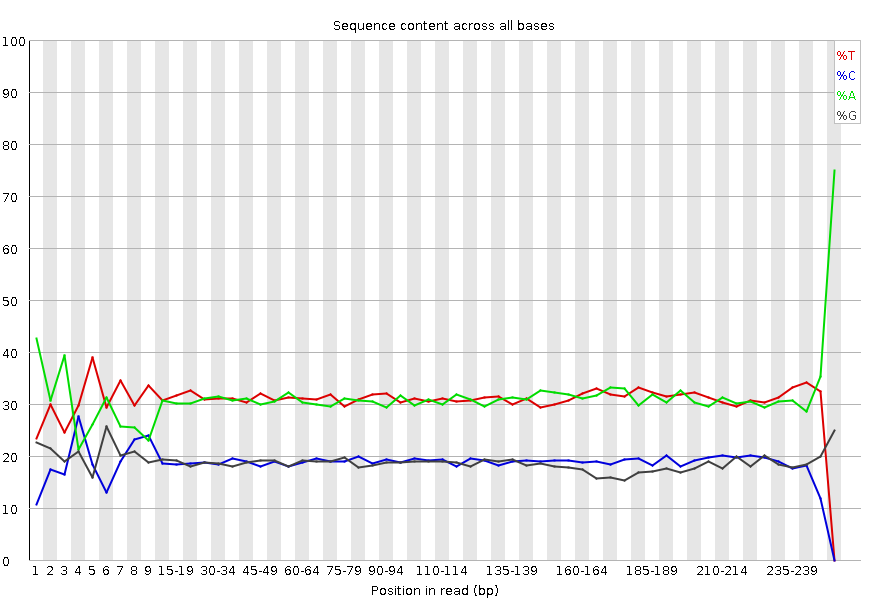 Sequence content across all bases
100
90
80
70
60
50
40
30
20
10
0
%T
%C
%A
%G
1 2 3 4 5 6 7 8 9 15-19 30-34 45-49 60-64 75-79 90-94 110-114 135-139 160-164 185-189 210-214 235-239
Position in read (bp)